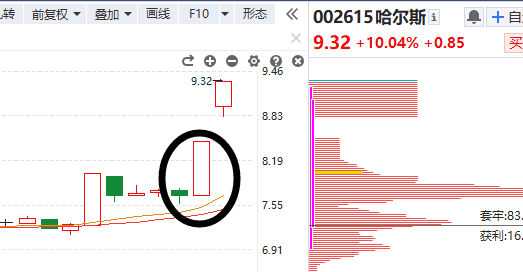 九转 前复权 叠加 画线 F10 形态
002615哈尔斯
9.32 +10.04% +0.85
买
自
9.32
9.46
8.83
8.19
7.55
6.91
套牢:83.
获利:16.